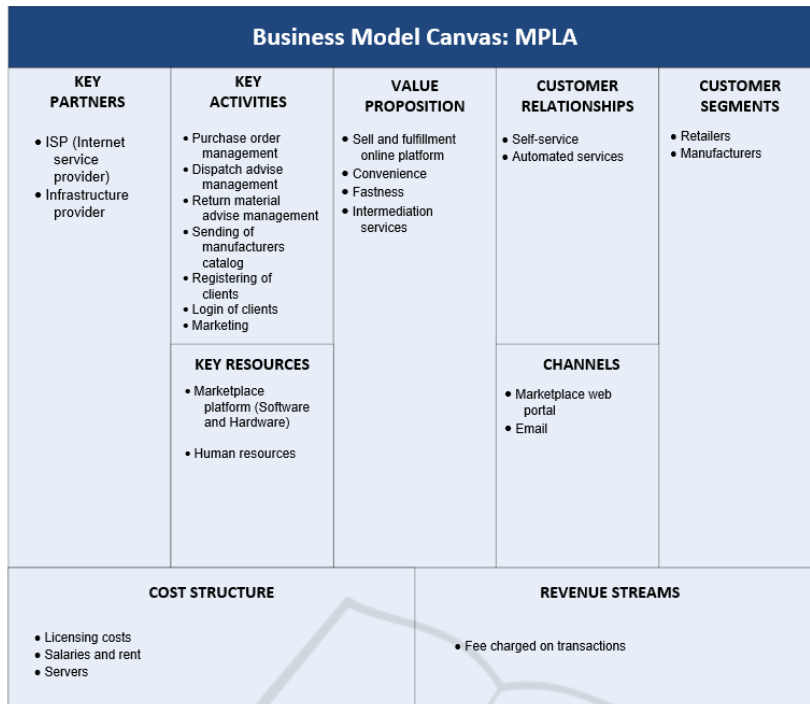 Business Model Canvas: MPLA
KEY
PARTNERS
• ISP (Internet
service
provider)
• Infrastructure
provider
KEY
ACTIVITIES
• Purchase order
management
• Dispatch advise
management
• Return material
advise management
• Sending of
manufacturers
catalog
• Registering of
clients
• Login of clients
• Marketing
KEY RESOURCES
• Marketplace
platform (Software
and Hardware)
• Human resources
VALUE
PROPOSITION
• Sell and fulfillment
online platform
• Convenience
• Fastness
• Intermediation
services
CUSTOMER
RELATIONSHIPS
• Self-service
• Automated services
CHANNELS
• Marketplace web
portal
• Email
CUSTOMER
SEGMENTS
• Retailers
• Manufacturers
COST STRUCTURE
• Licensing costs
• Salaries and rent
• Servers
REVENUE STREAMS
• Fee charged on transactions